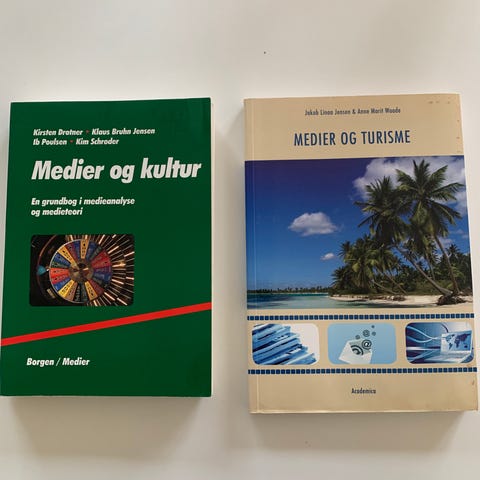 Kirsten Drotner - Klaus Bruhn Jensen
Ib Poulsen - Kim Schrøder
Medier og kultur
En grundbog i medieanalyse
og medieteori
Borgen / Medier
Jakob Linaa Jensen & Anne Marit Waade
MEDIER OG TURISME
Academica